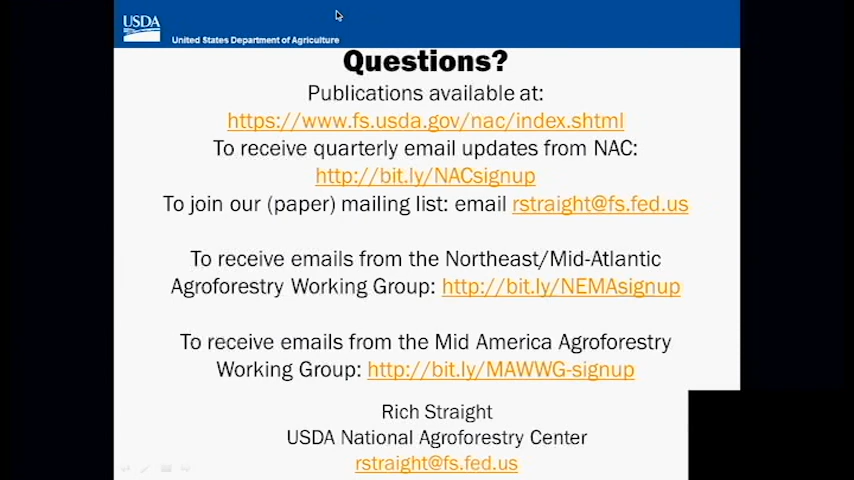 USDA
United States Department of Agriculture
Questions?
Publications available at:
https://www.fs.usda.gov/nac/index.shtml
To receive quarterly email updates from NAC:
http://bit.ly/NACsignup
To join our (paper) mailing list: email rstraight@fs.fed.us
To receive emails from the Northeast/Mid-Atlantic
Agroforestry Working Group: http://bit.ly/NEMAsignup
To receive emails from the Mid America Agroforestry
Working Group: http://bit.ly/MAWWG-signup
Rich Straight
USDA National Agroforestry Center
rstraight@fs.fed.us